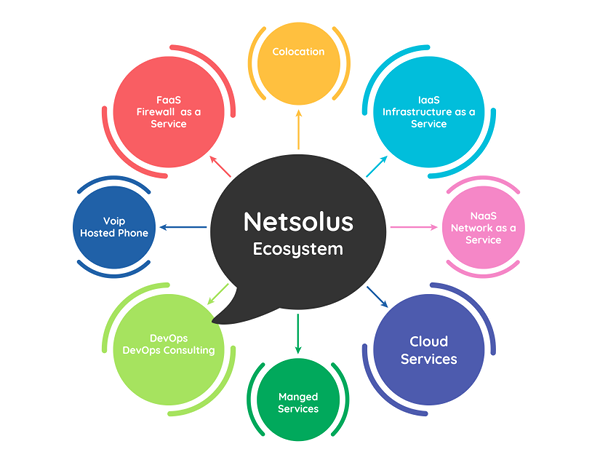 Colocation
FaaS
Firewall as a
Service
IaaS
Infrastructure as a
Service
Voip
Hosted Phone
Netsolus
Ecosystem
NaaS
Network as a
Service
DevOps
DevOps Consulting
Cloud
Services
Manged
Services